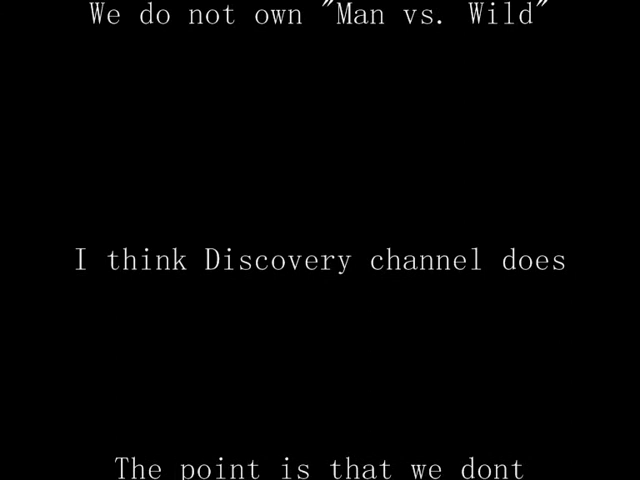 We do not own "Man vs. Wild"
I think Discovery channel does
The point is that we dont